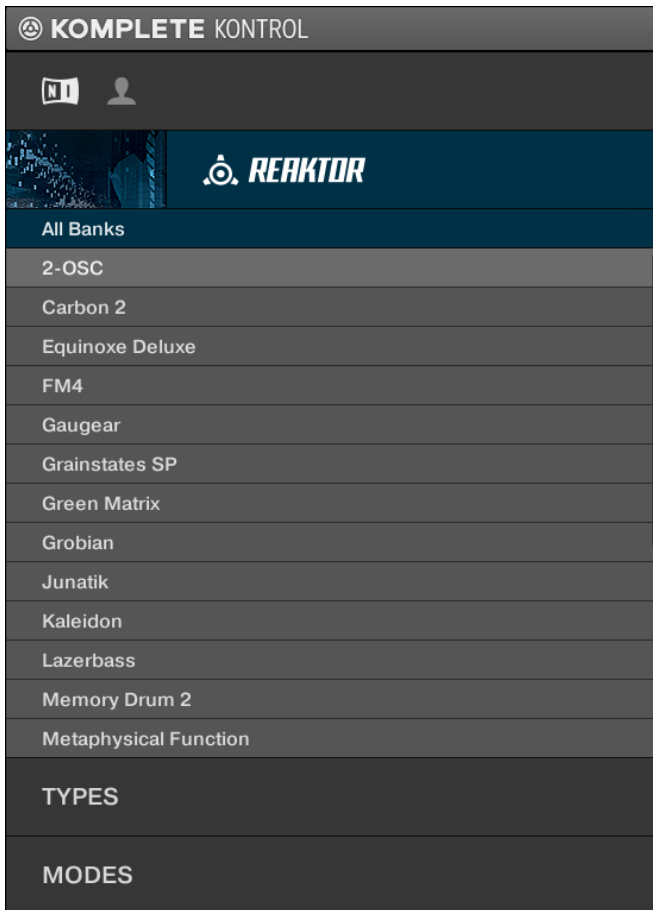 KOMPLETE KONTROL
NI
REAKTOR
All Banks
2-OSC
Carbon 2
Equinoxe Deluxe
FM4
Gaugear
Grainstates SP
Green Matrix
Grobian
Junatik
Kaleidon
Lazerbass
Memory Drum 2
Metaphysical Function
TYPES
MODES